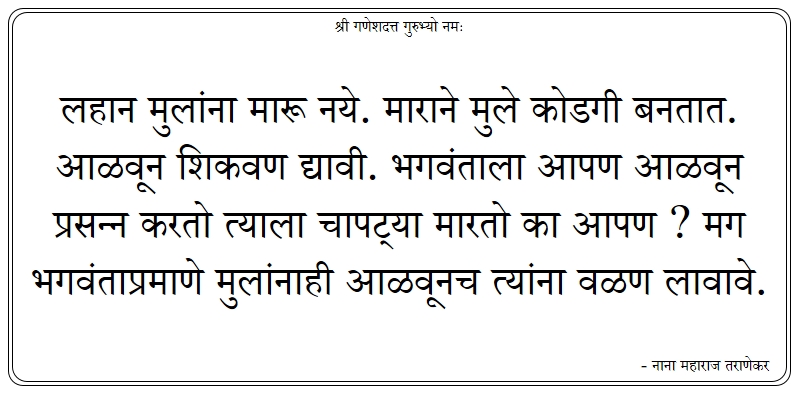 श्री गणेशदत्त गुरुभ्यो नमः
लहान मुलांना मारू नये. माराने मुले कोडगी बनतात.
आळवून शिकवण द्यावी. भगवंताला आपण आळवून
प्रसन्न करतो त्याला चापट्या मारतो का आपण ? मग
भगवंताप्रमाणे मुलांनाही आळवूनच त्यांना वळण लावावे.
- नाना महाराज तराणेकर